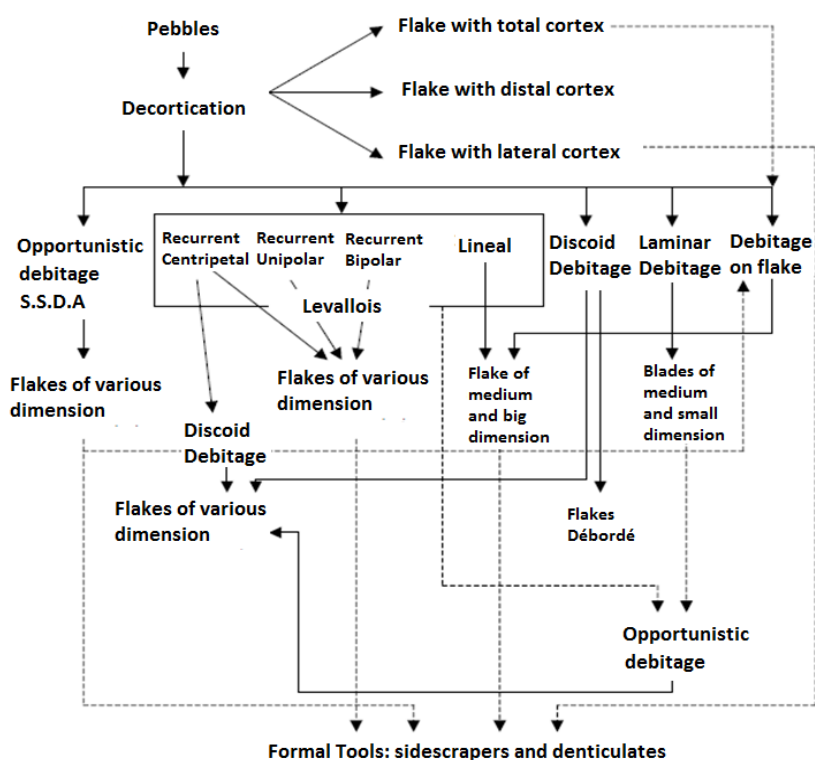 Pebbles
Flake with total cortex
Flake with distal cortex
Decortication
Flake with lateral cortex
Opportunistic
debitage
S.S.D.A
Recurrent
Centripetal
Recurrent
Unipolar
Recurrent
Bipolar
Lineal
Levallois
Discoid
Debitage
Laminar
Debitage
Debitage
on flake
Flakes of various
dimension
Flakes of various
dimension
Flake of
medium
and big
dimension
Blades of
medium
and small
dimension
Discoid
Debitage
Flakes of various
dimension
Flakes
Débordé
Opportunistic
debitage
Formal Tools: sidescrapers and denticulates